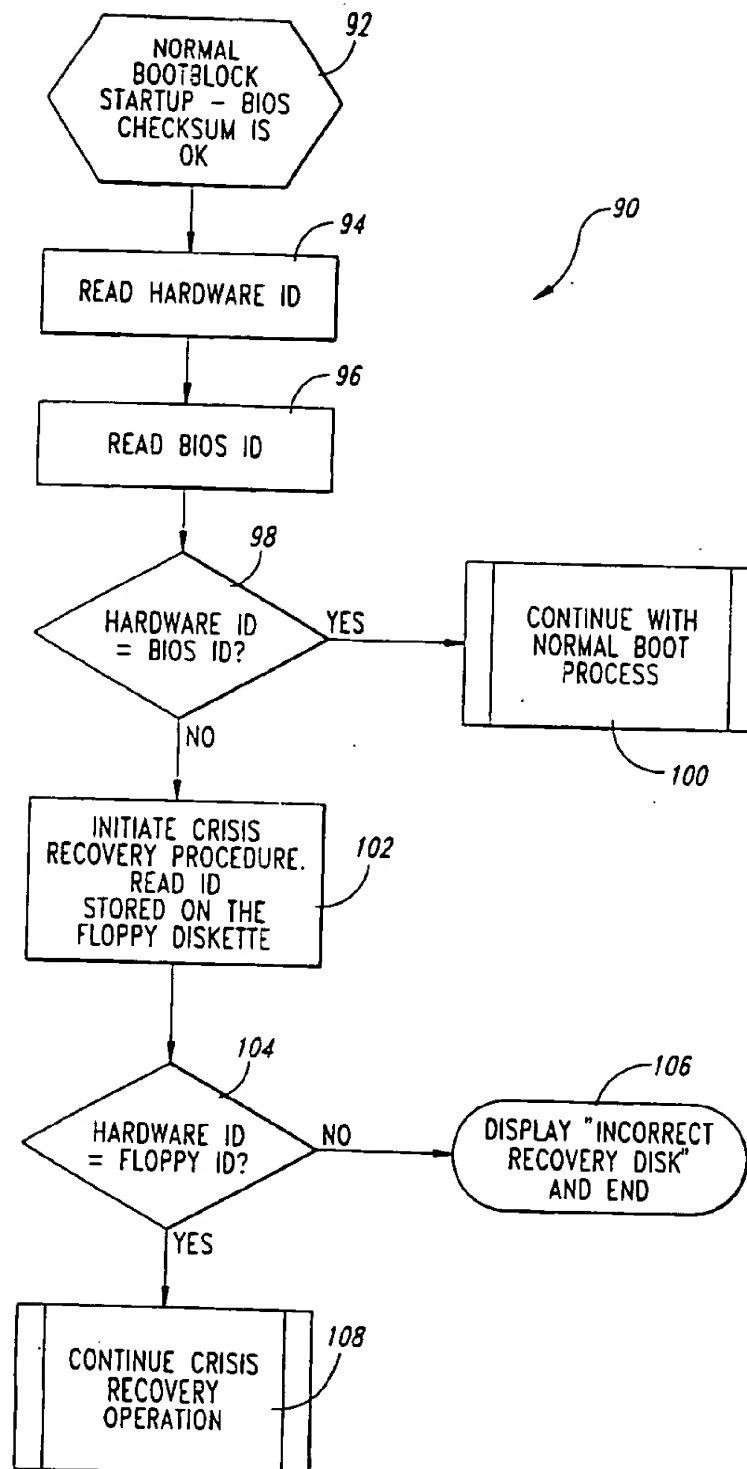 92
NORMAL
BOOTBLOCK
STARTUP - BIOS
CHECKSUM IS
OK
94
90
READ HARDWARE ID
96
READ BIOS ID
98
HARDWARE ID
= BIOS ID?
YES
CONTINUE WITH
NORMAL BOOT
PROCESS
100
NO
INITIATE CRISIS
RECOVERY PROCEDURE.
READ ID
STORED ON THE
FLOPPY DISKETTE
102
104
HARDWARE ID
= FLOPPY ID?
NO
106
DISPLAY "INCORRECT
RECOVERY DISK"
AND END
YES
CONTINUE CRISIS
RECOVERY
OPERATION
108